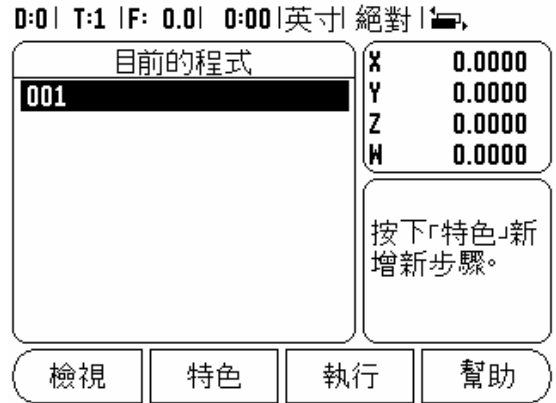 D:0| T:1 |F: 0.0| 0:00|英寸| 絕對|
目前的程式
001
X 0.0000
Y 0.0000
Z 0.0000
W 0.0000
按下「特色」新
增新步驟。
檢視 特色 執行 幫助